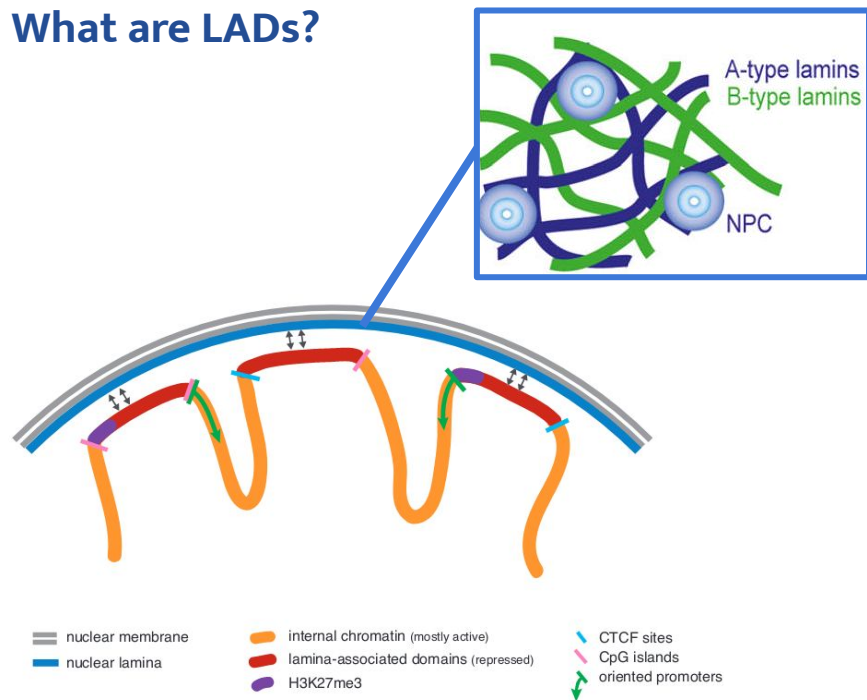 What are LADs?
A-type lamins
B-type lamins
NPC
nuclear membrane
nuclear lamina
internal chromatin (mostly active)
lamina-associated domains (repressed)
H3K27me3
CTCF sites
CpG islands
oriented promoters